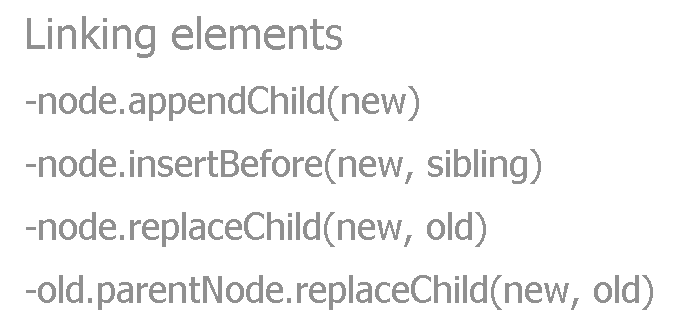 Linking elements
-node.appendChild(new)
-node.insertBefore(new, sibling)
-node.replaceChild(new, old)
-old.parentNode.replaceChild(new, old)